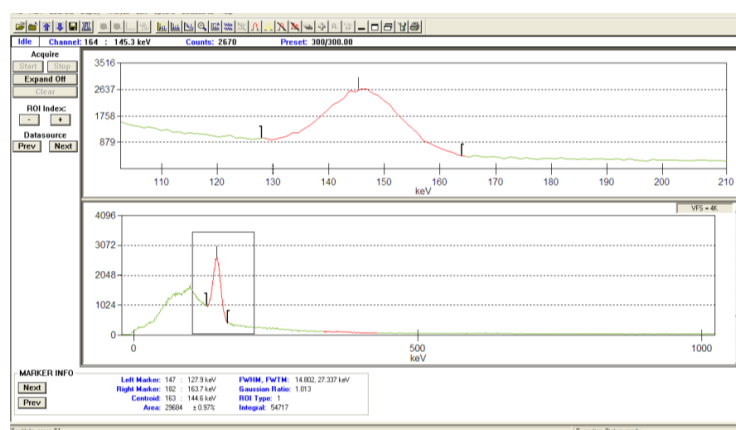 Idle Channel: 164 : 145.3 keV Counts: 2670 Preset: 300/300.00
Acquire
Start Stop
Expand Off
Clear
ROI Index:
- +
Datasource
Prev Next
3516
2637
1758
879
110 130 140 150 160 170 180 190 200 210
keV
VFS = 4K
4096
3072
2048
1024
0
0 500 1000
keV
MARKER INFO
Next
Prev
Left Marker: 147 : 127.9 keV FWHM, FWTM: 14.802, 27.337 keV
Right Marker: 182 : 163.7 keV Gaussian Ratio: 1.013
Centroid: 163 : 144.6 keV ROI Type: 1
Area: 29684 ± 0.97% Integral: 54717